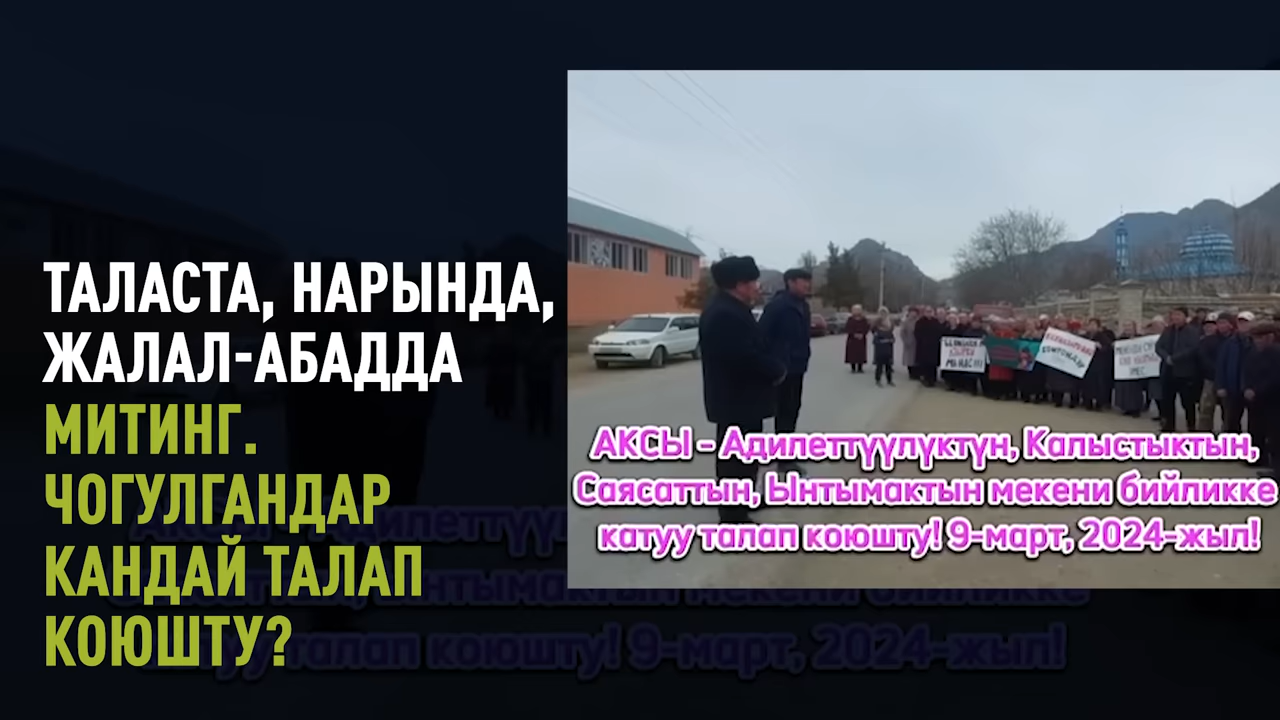 ТАЛАСТА, НАРЫНДА,
ЖАЛАЛ-АБАДДА
МИТИНГ.
ЧОГУЛГАНДАР
КАНДАЙ ТАЛАП
КОЮШТУ?
АКСЫ - Адилеттүүлүктүн, Калыстыктын,
Саясаттын, Ынтымактын мекени бийликке
катуу талап коюшту! 9-март, 2024-жыл!